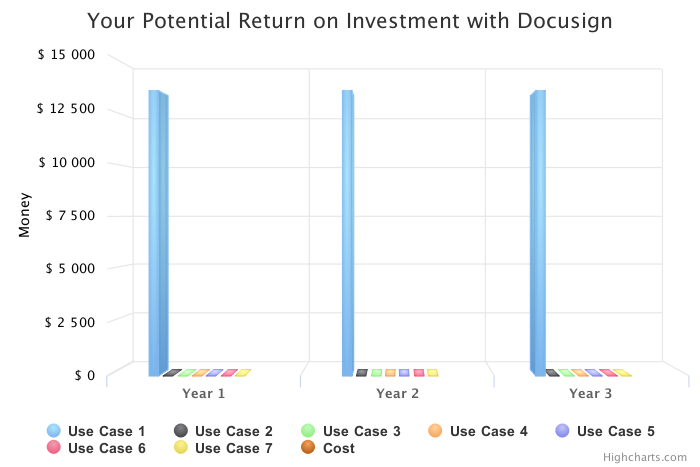 Your Potential Return on Investment with Docusign
$ 15 000
$ 12 500
$ 10 000
$ 7 500
$ 5 000
$ 2 500
$ 0
Money
Year 1
Year 2
Year 3
Use Case 1
Use Case 2
Use Case 3
Use Case 4
Use Case 5
Use Case 6
Use Case 7
Cost
Highcharts.com